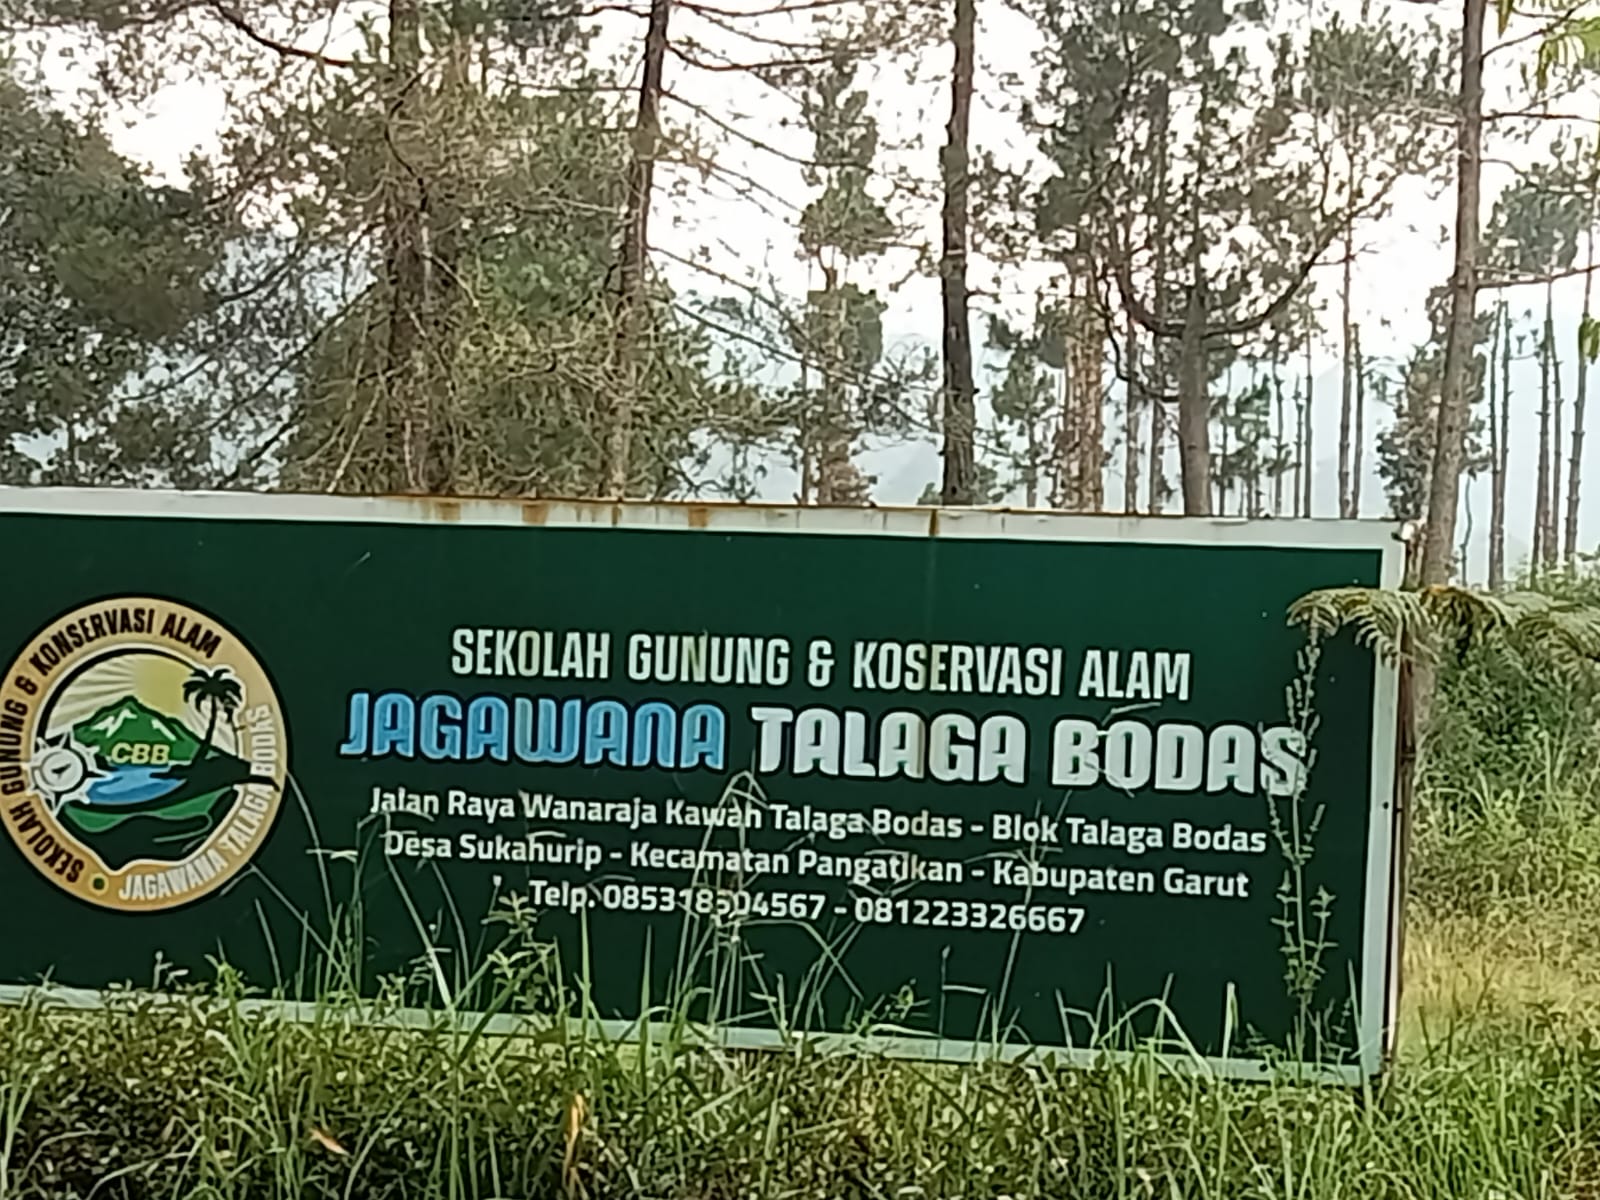 SEKOLAH GUNUNG & KONSERVASI ALAM
CBB
JAGAWANA TALAGA BODAS
SEKOLAH GUNUNG & KOSERVASI ALAM
JAGAWANA TALAGA BODAS
Jalan Raya Wanaraja Kawah Talaga Bodas - Blok Talaga Bodas
Desa Sukahurip - Kecamatan Pangatikan - Kabupaten Garut
Telp. 085318504567 - 081223326667